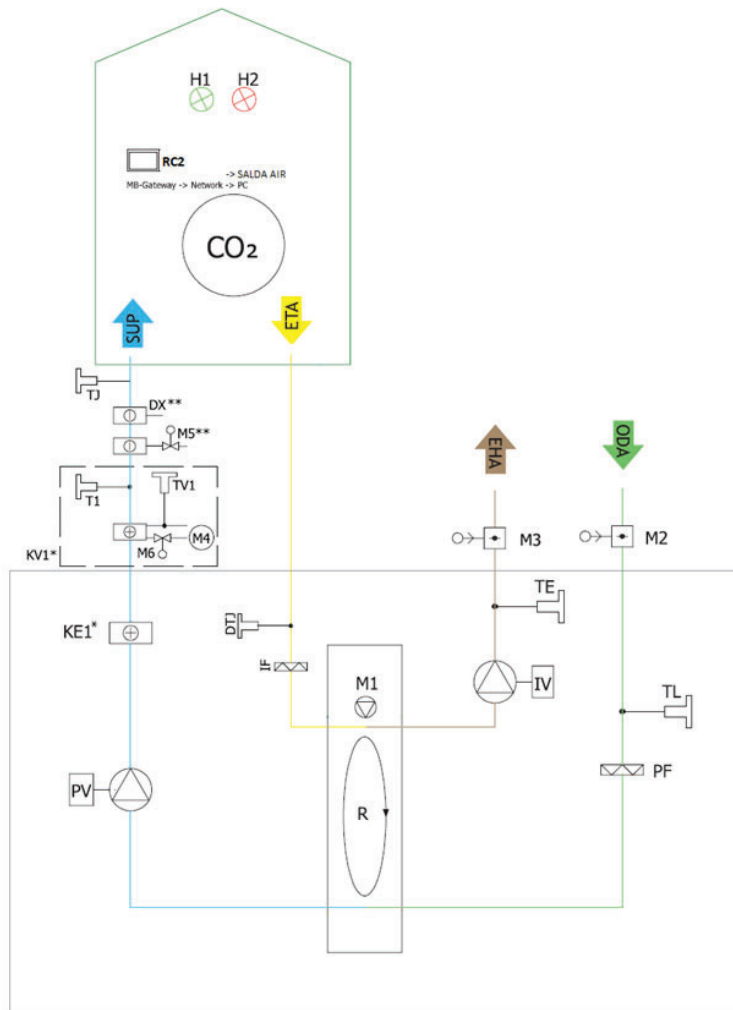 H1 H2
RC2
-> SALDA AIR
MB-Gateway -> Network -> PC
CO₂
SUP
ETA
TJ
DX**
M5**
EHA
ODA
T1
TV1
M4
M6
KV1*
M3
M2
TE
KE1*
DTJ
IF
M1
IV
TL
PV
R
PF